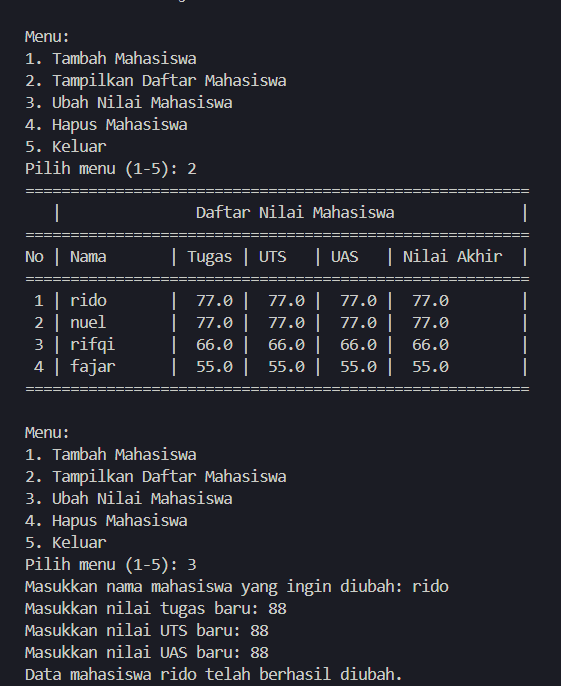 Menu:
1. Tambah Mahasiswa
2. Tampilkan Daftar Mahasiswa
3. Ubah Nilai Mahasiswa
4. Hapus Mahasiswa
5. Keluar
Pilih menu (1-5): 2
========================================================
   |               Daftar Nilai Mahasiswa              |
========================================================
No | Nama       | Tugas | UTS   | UAS   | Nilai Akhir  |
========================================================
 1 | rido       |  77.0 |  77.0 |  77.0 |  77.0        |
 2 | nuel       |  77.0 |  77.0 |  77.0 |  77.0        |
 3 | rifqi      |  66.0 |  66.0 |  66.0 |  66.0        |
 4 | fajar      |  55.0 |  55.0 |  55.0 |  55.0        |
========================================================
Menu:
1. Tambah Mahasiswa
2. Tampilkan Daftar Mahasiswa
3. Ubah Nilai Mahasiswa
4. Hapus Mahasiswa
5. Keluar
Pilih menu (1-5): 3
Masukkan nama mahasiswa yang ingin diubah: rido
Masukkan nilai tugas baru: 88
Masukkan nilai UTS baru: 88
Masukkan nilai UAS baru: 88
Data mahasiswa rido telah berhasil diubah.